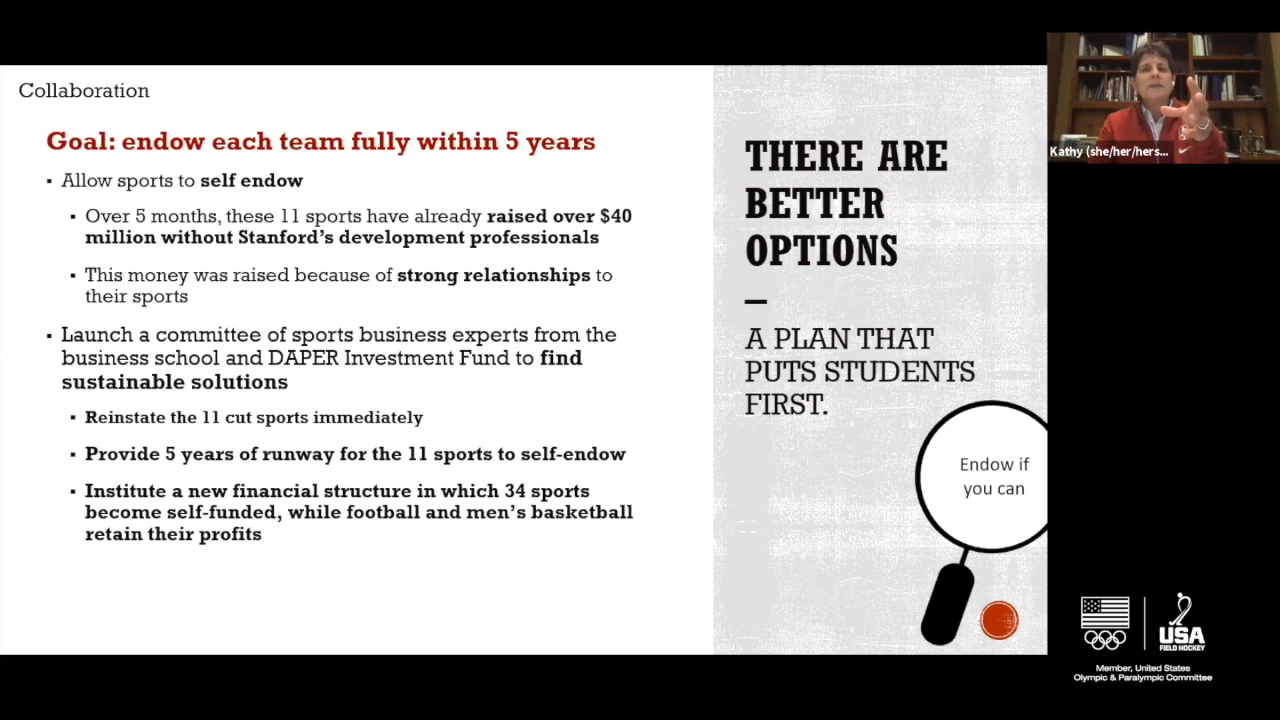 Collaboration
Goal: endow each team fully within 5 years
▪ Allow sports to self endow
▪ Over 5 months, these 11 sports have already raised over $40
million without Stanford's development professionals
▪ This money was raised because of strong relationships to
their sports
▪ Launch a committee of sports business experts from the
business school and DAPER Investment Fund to find
sustainable solutions
▪ Reinstate the 11 cut sports immediately
▪ Provide 5 years of runway for the 11 sports to self-endow
▪ Institute a new financial structure in which 34 sports
become self-funded, while football and men's basketball
retain their profits
THERE ARE
BETTER
OPTIONS
–
A PLAN THAT
PUTS STUDENTS
FIRST.
Endow if
you can
Kathy (she/her/hers...
USA
FIELD HOCKEY
Member, United States
Olympic & Paralympic Committee